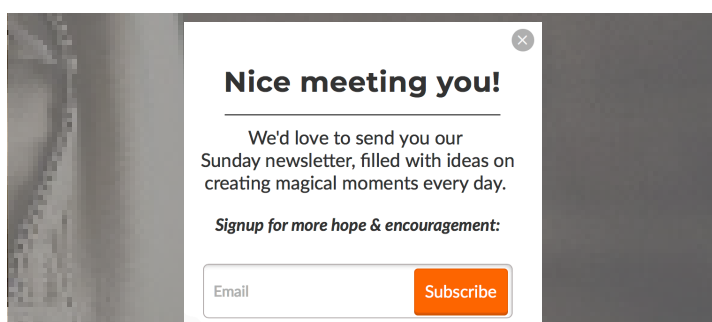 Nice meeting you!
We'd love to send you our
Sunday newsletter, filled with ideas on
creating magical moments every day.
Signup for more hope & encouragement:
Email
Subscribe